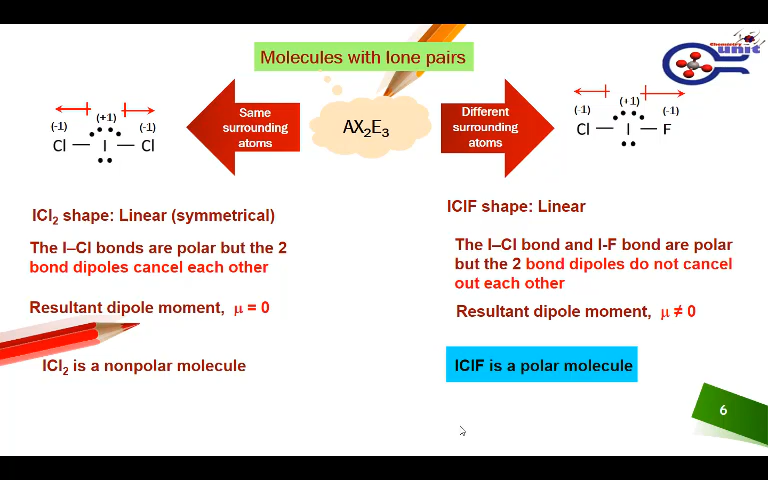 Molecules with lone pairs
Chemistry
unit
Same
surrounding
atoms
AX₂E₃
Different
surrounding
atoms
(-1) (+1) (-1)
Cl — I — Cl
(-1) (+1) (-1)
Cl — I — F
ICl₂ shape: Linear (symmetrical)
The I–Cl bonds are polar but the 2
bond dipoles cancel each other
Resultant dipole moment, μ = 0
ICl₂ is a nonpolar molecule
IClF shape: Linear
The I–Cl bond and I-F bond are polar
but the 2 bond dipoles do not cancel
out each other
Resultant dipole moment, μ ≠ 0
IClF is a polar molecule
6